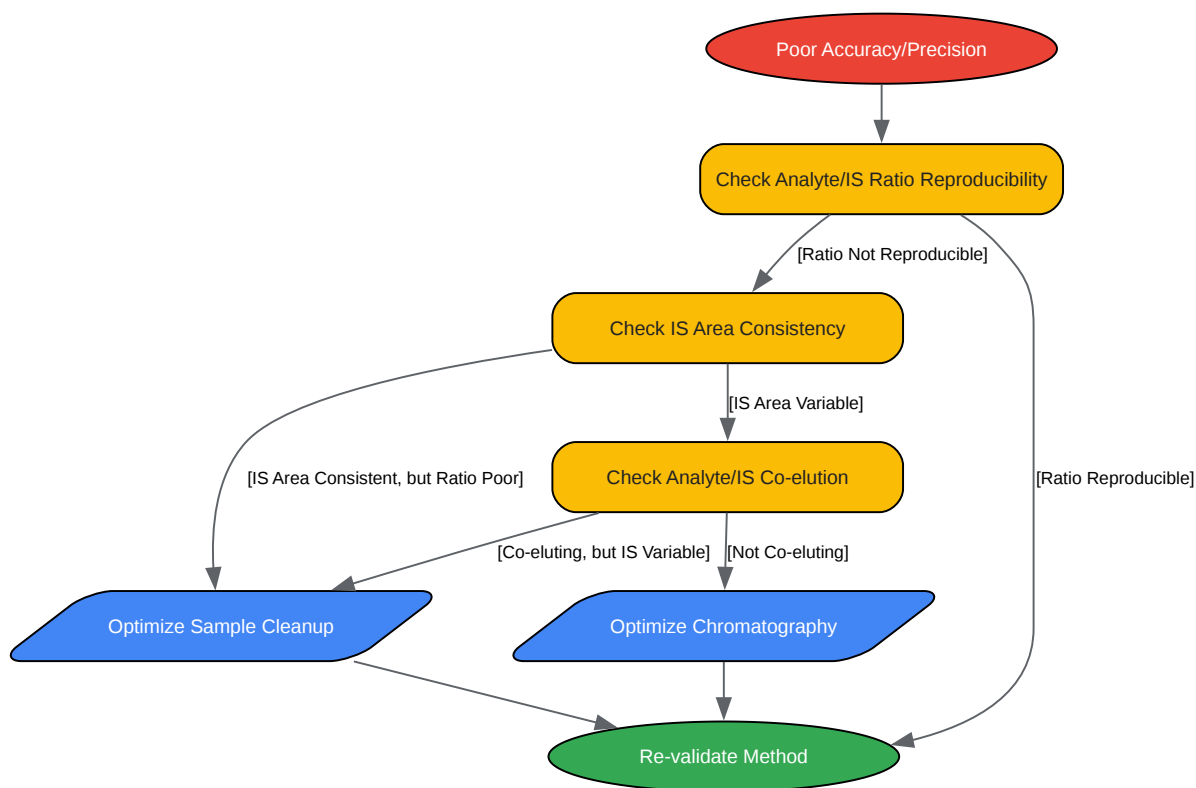 Poor Accuracy/Precision
Check Analyte/IS Ratio Reproducibility
[Ratio Not Reproducible]
Check IS Area Consistency
[IS Area Variable]
Check Analyte/IS Co-elution
[IS Area Consistent, but Ratio Poor]
[Ratio Reproducible]
[Co-eluting, but IS Variable]
[Not Co-eluting]
Optimize Sample Cleanup
Optimize Chromatography
Re-validate Method